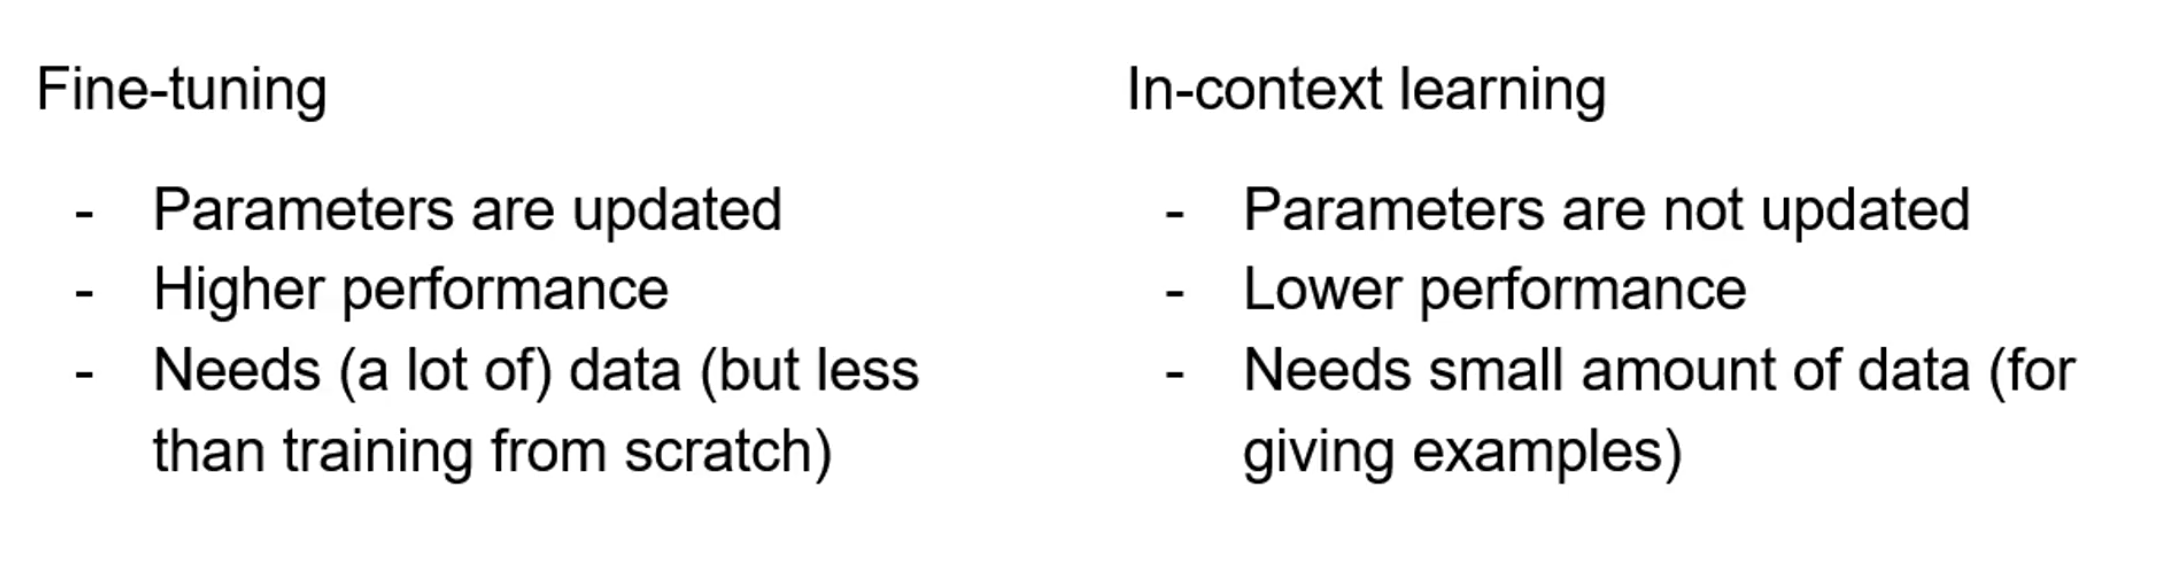 Fine-tuning
- Parameters are updated
- Higher performance
- Needs (a lot of) data (but less
than training from scratch)
In-context learning
- Parameters are not updated
- Lower performance
- Needs small amount of data (for
giving examples)